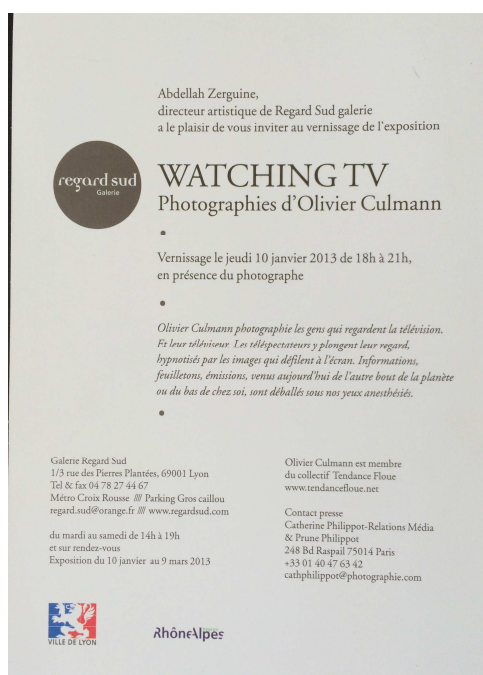 Abdellah Zerguine,
directeur artistique de Regard Sud galerie
a le plaisir de vous inviter au vernissage de l'exposition
regard sud
Galerie
WATCHING TV
Photographies d'Olivier Culmann
Vernissage le jeudi 10 janvier 2013 de 18h à 21h,
en présence du photographe
Olivier Culmann photographie les gens qui regardent la télévision.
Et leur téléviseur. Les téléspectateurs y plongent leur regard,
hypnotisés par les images qui défilent à l'écran. Informations,
feuilletons, émissions, venus aujourd'hui de l'autre bout de la planète
ou du bas de chez soi, sont déballés sous nos yeux anesthésiés.
Galerie Regard Sud
1/3 rue des Pierres Plantées, 69001 Lyon
Tel & fax 04 78 27 44 67
Métro Croix Rousse //// Parking Gros caillou
regard.sud@orange.fr //// www.regardsud.com
du mardi au samedi de 14h à 19h
et sur rendez-vous
Exposition du 10 janvier au 9 mars 2013
Olivier Culmann est membre
du collectif Tendance Floue
www.tendancefloue.net
Contact presse
Catherine Philippot-Relations Média
& Prune Philippot
248 Bd Raspail 75014 Paris
+33 01 40 47 63 42
cathphilippot@photographie.com
VILLE DE LYON
RhôneAlpes